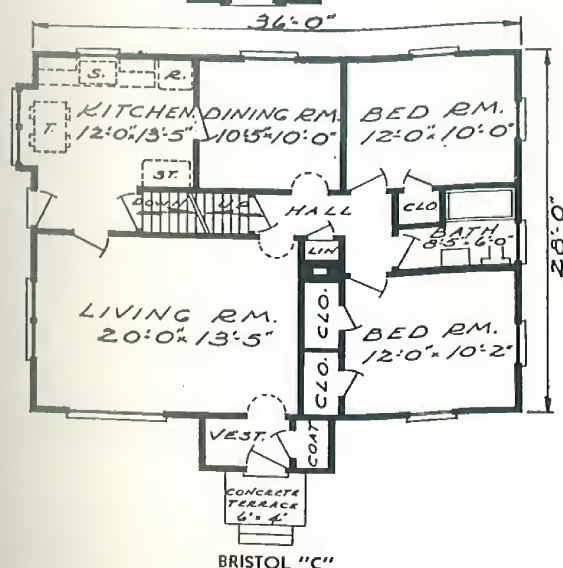 36'-0"
S.
R.
T.
KITCHEN
12'-0"x13'-5"
DINING RM.
10'-5"x10'-0"
BED RM.
12'-0"x10'-0"
ST.
DOWN
UP
HALL
CLO
BATH
8'-5"x6'-0"
28'-0"
LIN
LIVING RM.
20'-0"x13'-5"
CLO.
CLO.
BED RM.
12'-0"x10'-2"
VEST.
COAT
CONCRETE
TERRACE
6'x4'
BRISTOL "C"